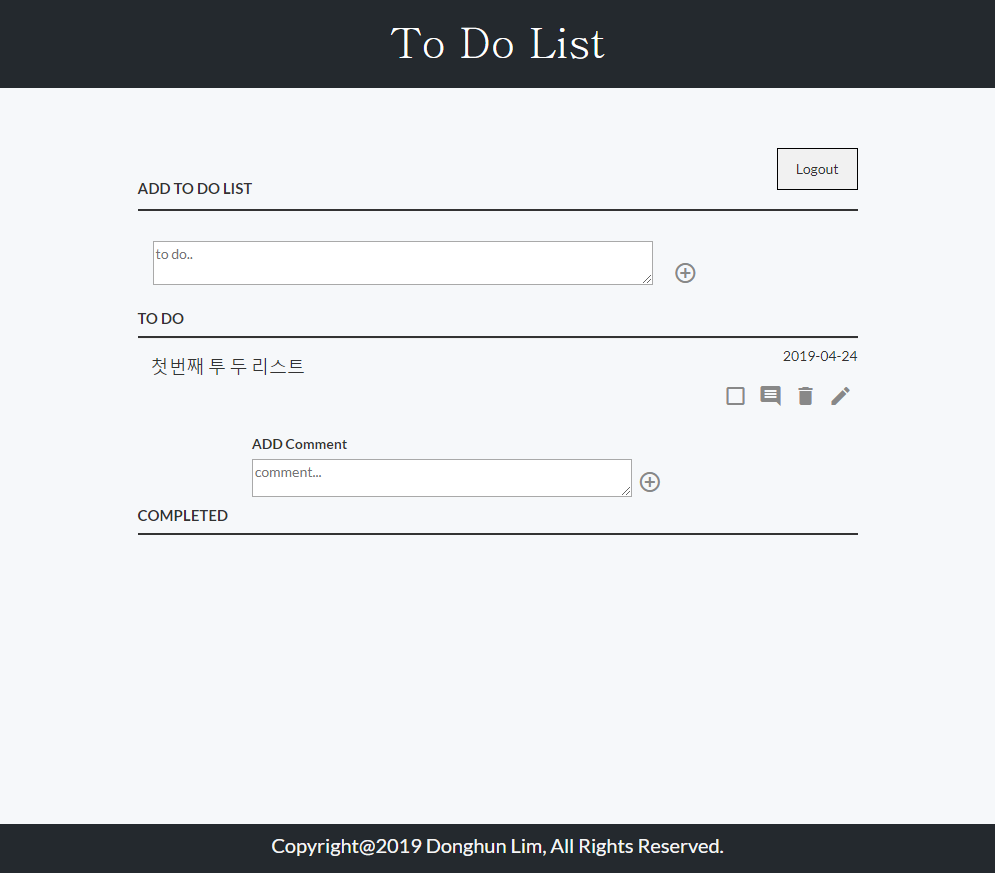 To Do List
Logout
ADD TO DO LIST
to do..
TO DO
2019-04-24
첫번째 투 두 리스트
ADD Comment
comment...
COMPLETED
Copyright@2019 Donghun Lim, All Rights Reserved.